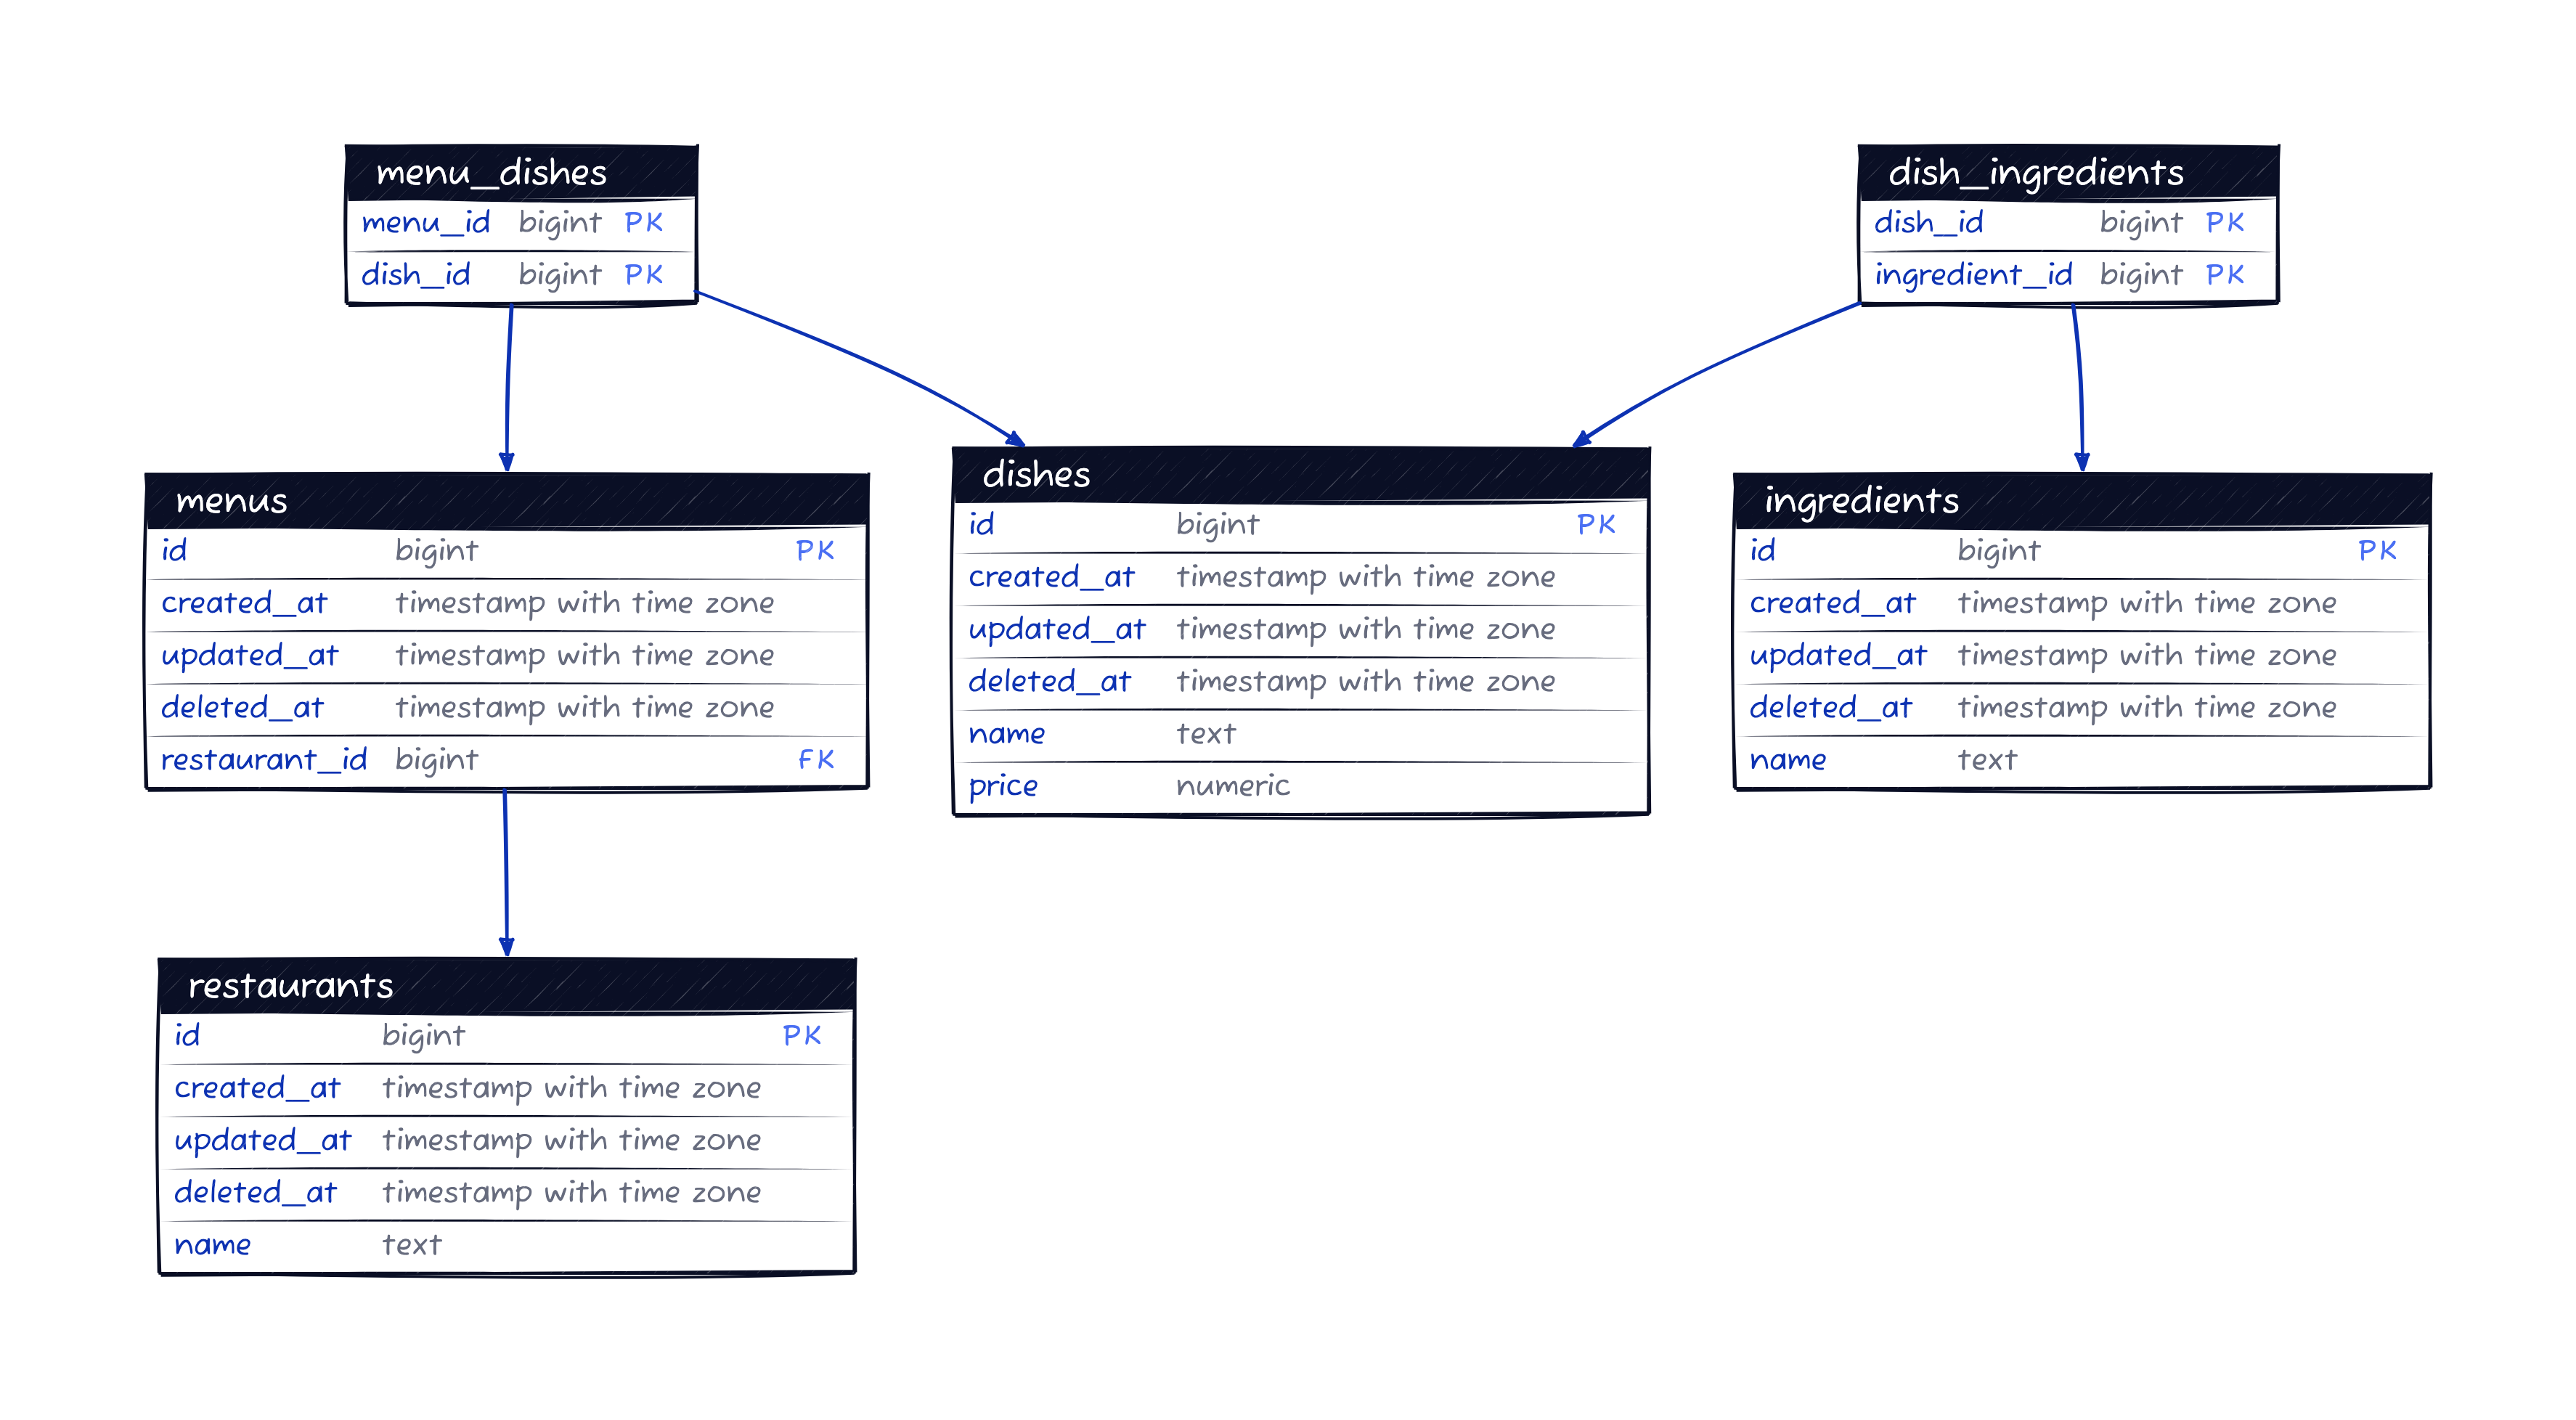 menu_dishes
menu_id bigint PK
dish_id bigint PK
dish_ingredients
dish_id bigint PK
ingredient_id bigint PK
menus
id bigint PK
created_at timestamp with time zone
updated_at timestamp with time zone
deleted_at timestamp with time zone
restaurant_id bigint FK
dishes
id bigint PK
created_at timestamp with time zone
updated_at timestamp with time zone
deleted_at timestamp with time zone
name text
price numeric
ingredients
id bigint PK
created_at timestamp with time zone
updated_at timestamp with time zone
deleted_at timestamp with time zone
name text
restaurants
id bigint PK
created_at timestamp with time zone
updated_at timestamp with time zone
deleted_at timestamp with time zone
name text